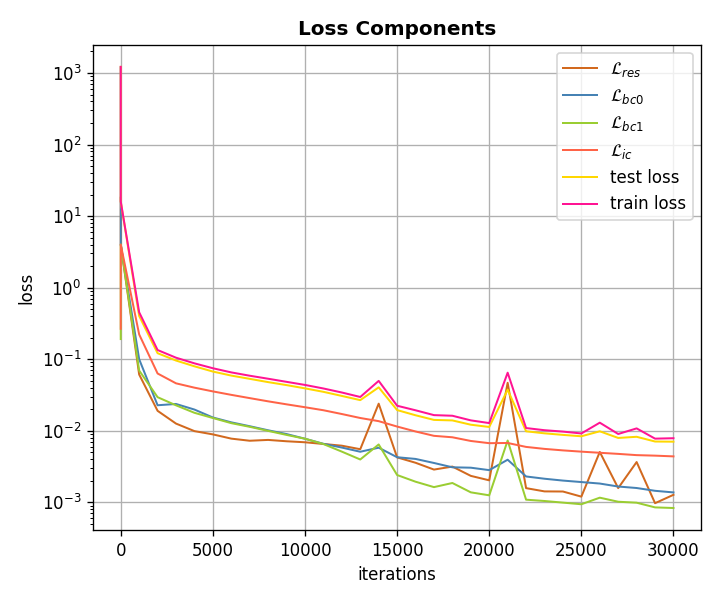 Loss Components
10³
10²
10¹
10⁰
10⁻¹
10⁻²
10⁻³
loss
0
5000
10000
15000
20000
25000
30000
iterations
ℒ_res
ℒ_bc0
ℒ_bc1
ℒ_ic
test loss
train loss